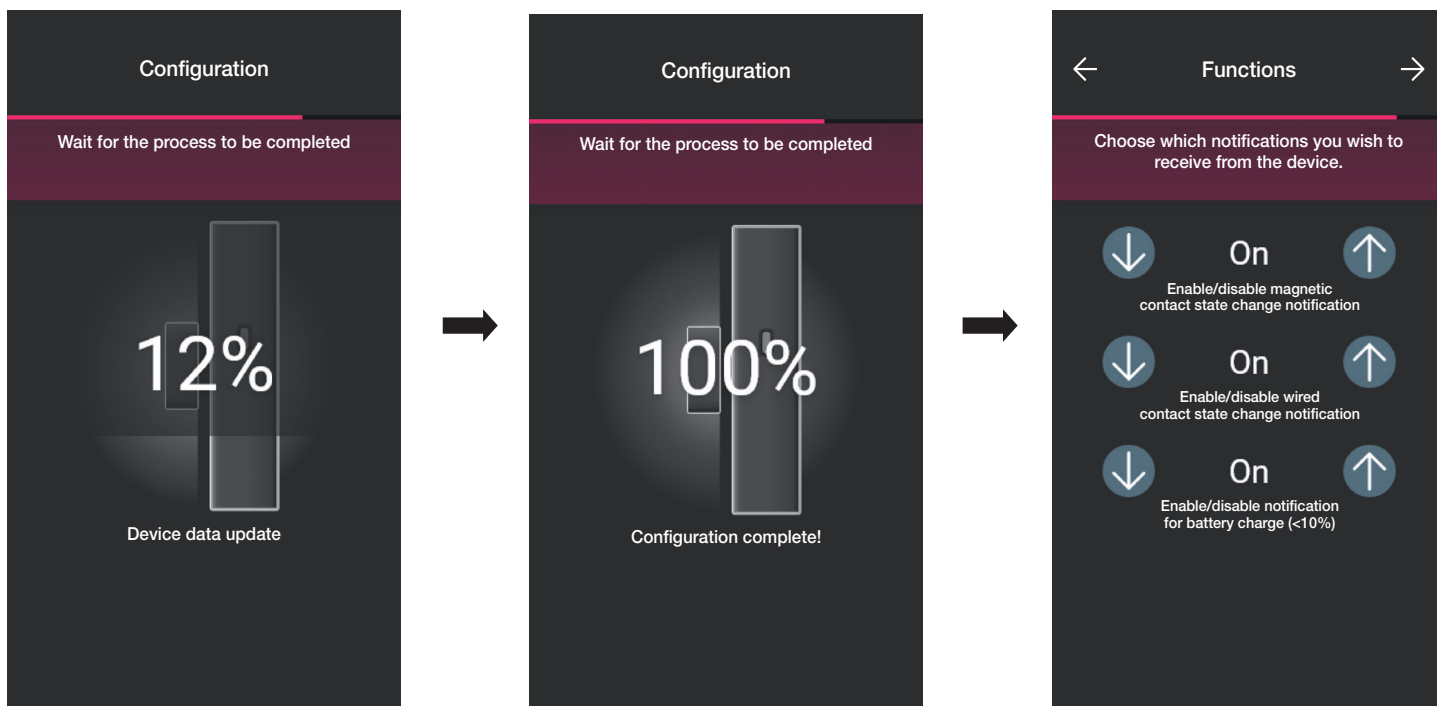 Configuration
Wait for the process to be completed
12%
Device data update
Configuration
Wait for the process to be completed
100%
Configuration complete!
Functions
Choose which notifications you wish to
receive from the device.
On
Enable/disable magnetic
contact state change notification
On
Enable/disable wired
contact state change notification
On
Enable/disable notification
for battery charge (<10%)